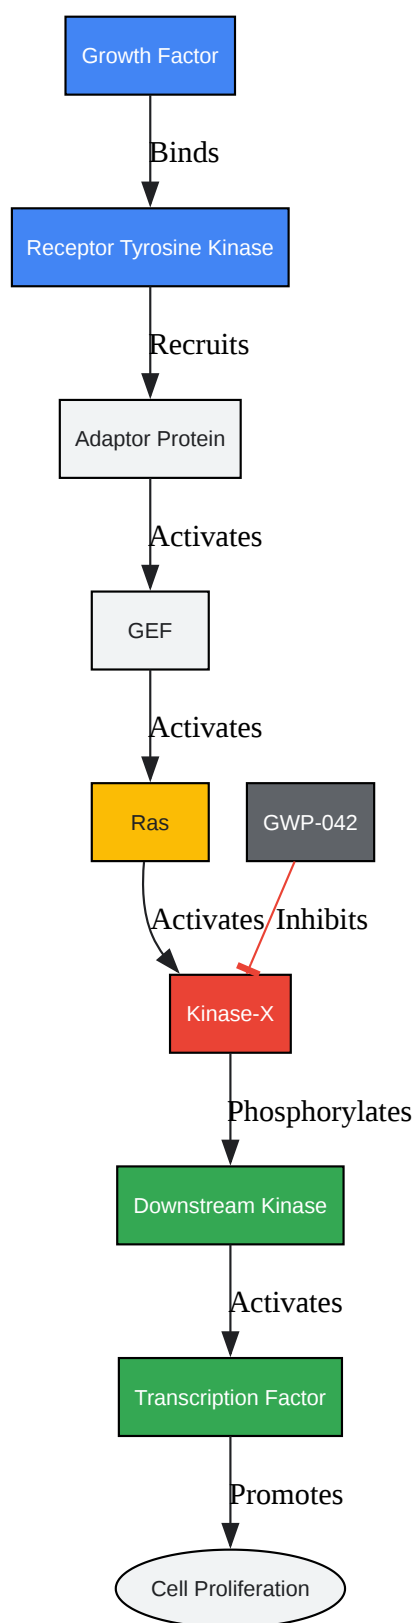 Growth Factor
Binds
Receptor Tyrosine Kinase
Recruits
Adaptor Protein
Activates
GEF
Activates
Ras
GWP-042
Activates
Inhibits
Kinase-X
Phosphorylates
Downstream Kinase
Activates
Transcription Factor
Promotes
Cell Proliferation